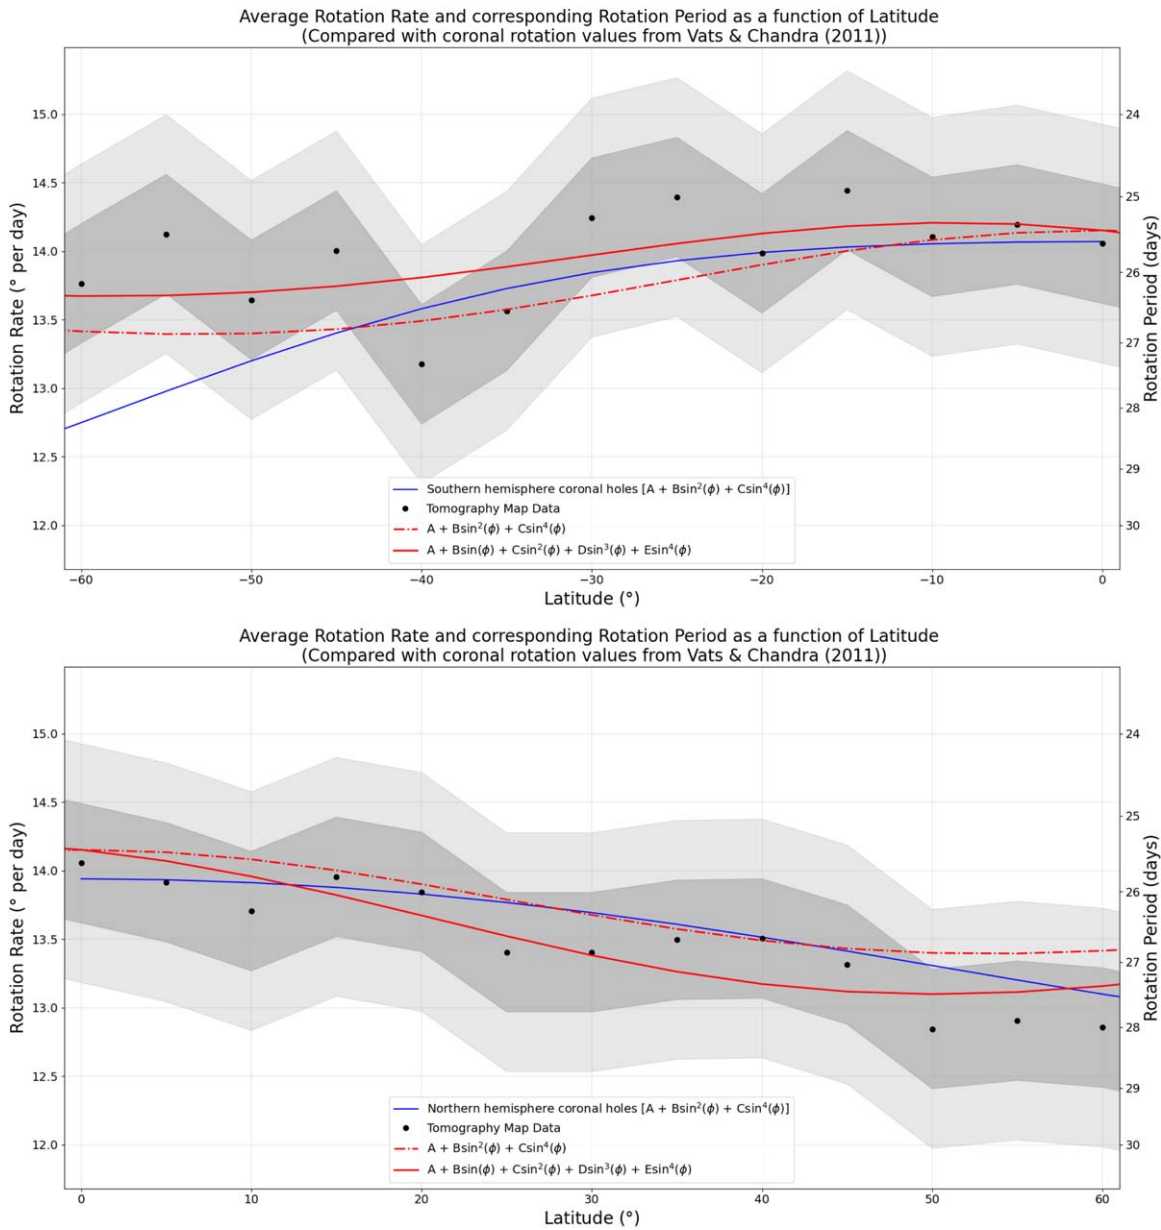 Average Rotation Rate and corresponding Rotation Period as a function of Latitude
(Compared with coronal rotation values from Vats & Chandra (2011))
Rotation Rate (° per day)
15.0
14.5
14.0
13.5
13.0
12.5
12.0
24
25
26
27
28
29
30
Rotation Period (days)
Southern hemisphere coronal holes [A + Bsin²(ϕ) + Csin⁴(ϕ)]
Tomography Map Data
A + Bsin²(ϕ) + Csin⁴(ϕ)
A + Bsin(ϕ) + Csin²(ϕ) + Dsin³(ϕ) + Esin⁴(ϕ)
−60 −50 −40 −30 −20 −10 0
Latitude (°)
Average Rotation Rate and corresponding Rotation Period as a function of Latitude
(Compared with coronal rotation values from Vats & Chandra (2011))
Rotation Rate (° per day)
15.0
14.5
14.0
13.5
13.0
12.5
12.0
24
25
26
27
28
29
30
Rotation Period (days)
Northern hemisphere coronal holes [A + Bsin²(ϕ) + Csin⁴(ϕ)]
Tomography Map Data
A + Bsin²(ϕ) + Csin⁴(ϕ)
A + Bsin(ϕ) + Csin²(ϕ) + Dsin³(ϕ) + Esin⁴(ϕ)
0 10 20 30 40 50 60
Latitude (°)